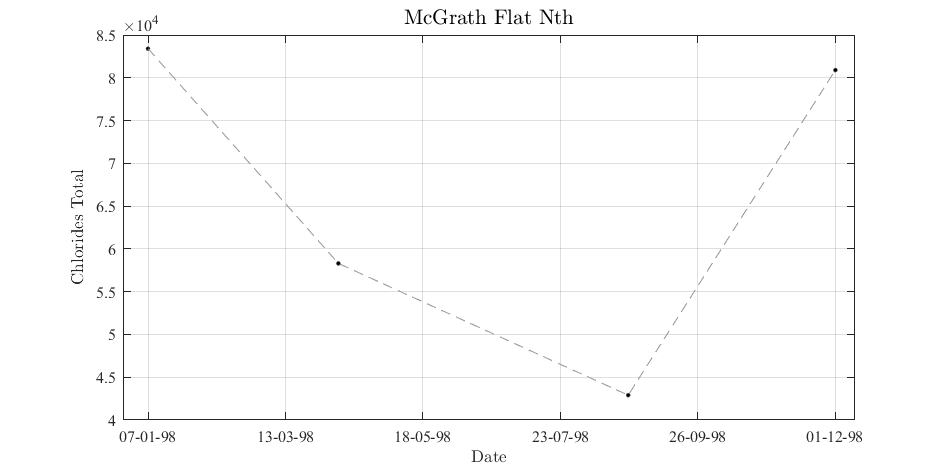 McGrath Flat Nth
×10⁴
8.5
8
7.5
7
6.5
6
5.5
5
4.5
4
Chlorides Total
07-01-98 13-03-98 18-05-98 23-07-98 26-09-98 01-12-98
Date